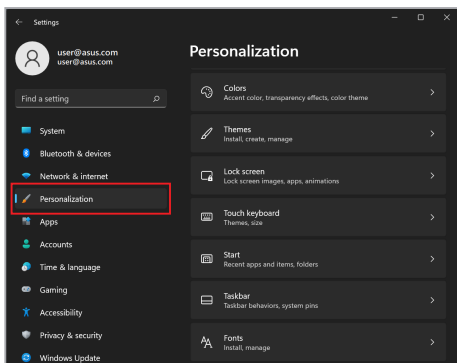 Settings
user@asus.com
user@asus.com
Find a setting
System
Bluetooth & devices
Network & internet
Personalization
Apps
Accounts
Time & language
Gaming
Accessibility
Privacy & security
Windows Update
Personalization
Colors
Accent color, transparency effects, color theme
Themes
Install, create, manage
Lock screen
Lock screen images, apps, animations
Touch keyboard
Themes, size
Start
Recent apps and items, folders
Taskbar
Taskbar behaviors, system pins
Fonts
Install, manage